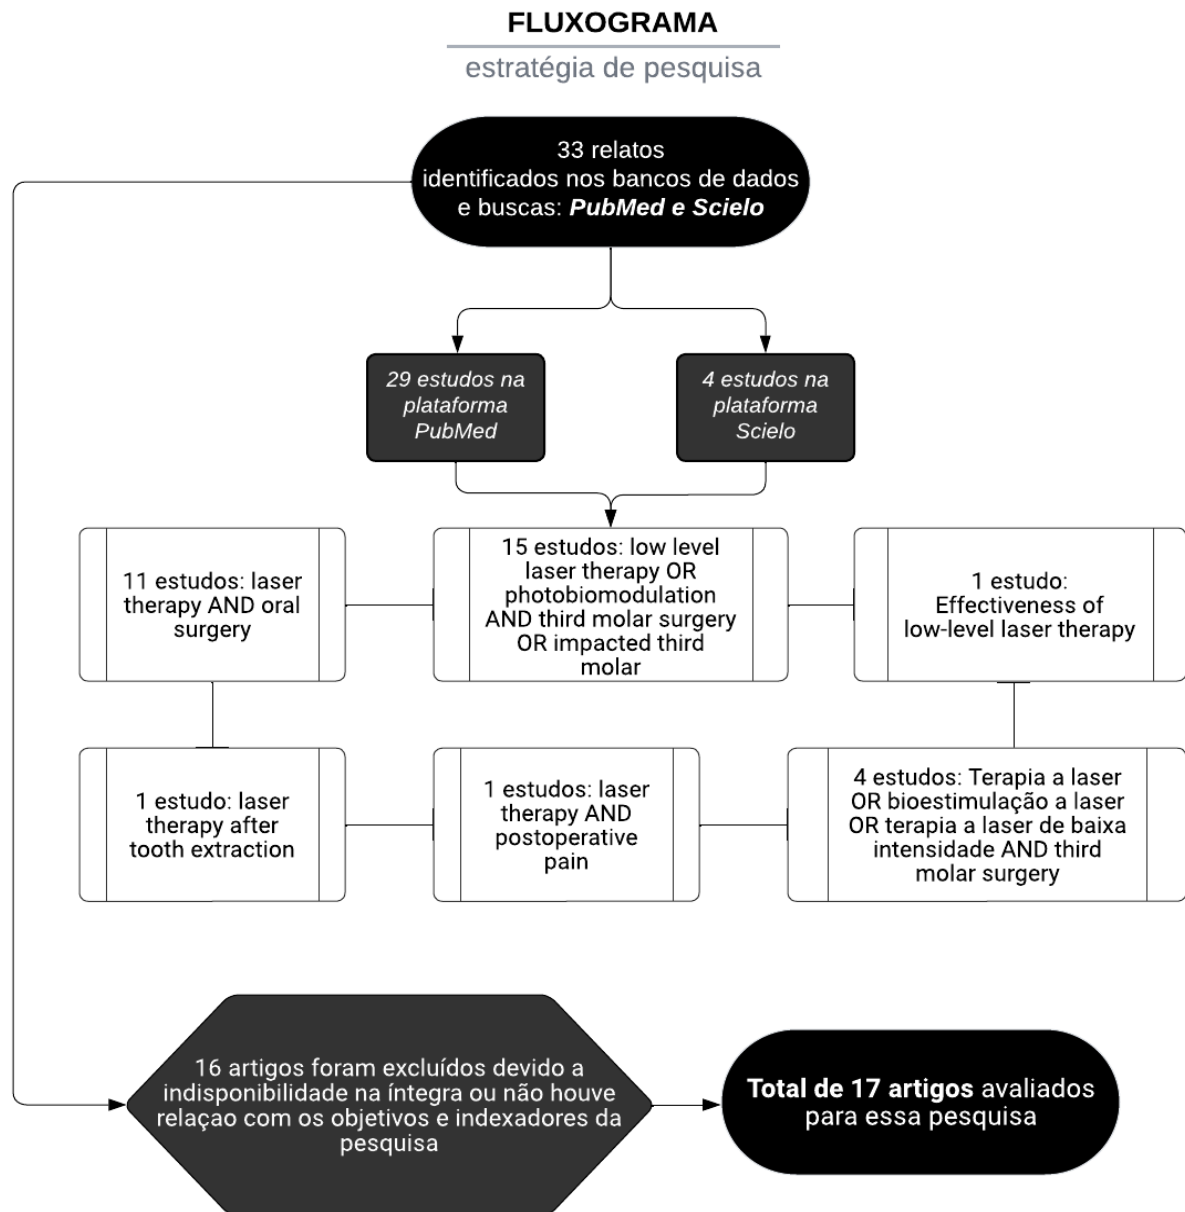 FLUXOGRAMA
estratégia de pesquisa
33 relatos
identificados nos bancos de dados
e buscas: PubMed e Scielo
29 estudos na
plataforma
PubMed
4 estudos na
plataforma
Scielo
11 estudos: laser
therapy AND oral
surgery
15 estudos: low level
laser therapy OR
photobiomodulation
AND third molar surgery
OR impacted third
molar
1 estudo:
Effectiveness of
low-level laser therapy
1 estudo: laser
therapy after
tooth extraction
1 estudo: laser
therapy AND
postoperative
pain
4 estudos: Terapia a laser
OR bioestimulação a laser
OR terapia a laser de baixa
intensidade AND third
molar surgery
16 artigos foram excluídos devido a
indisponibilidade na íntegra ou não houve
relaçao com os objetivos e indexadores da
pesquisa
Total de 17 artigos avaliados
para essa pesquisa